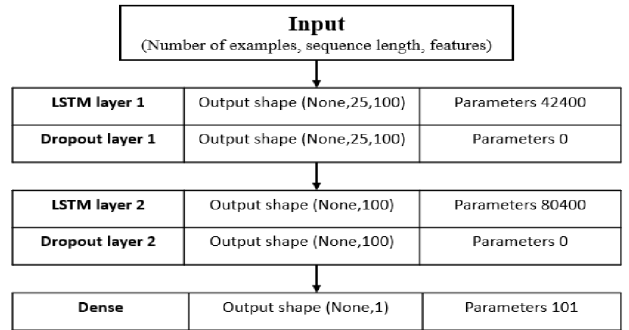 Input
(Number of examples, sequence length, features)
LSTM layer 1 Output shape (None,25,100) Parameters 42400
Dropout layer 1 Output shape (None,25,100) Parameters 0
LSTM layer 2 Output shape (None,100) Parameters 80400
Dropout layer 2 Output shape (None,100) Parameters 0
Dense Output shape (None,1) Parameters 101